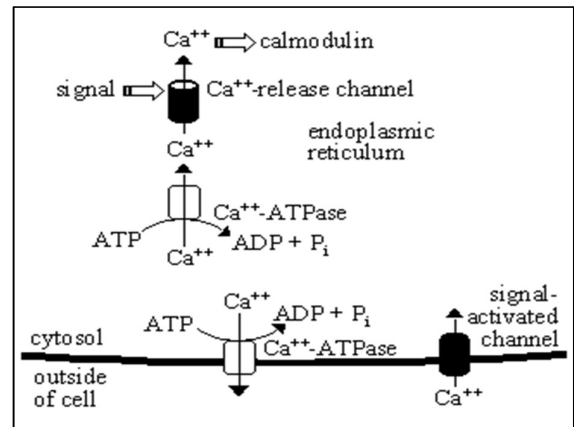 Ca⁺⁺ calmodulin
signal Ca⁺⁺-release channel
Ca⁺⁺
endoplasmic
reticulum
Ca⁺⁺-ATPase
ATP Ca⁺⁺ ADP + Pᵢ
Ca⁺⁺
ATP ADP + Pᵢ
signal-
activated
channel
cytosol Ca⁺⁺-ATPase
outside
of cell
Ca⁺⁺